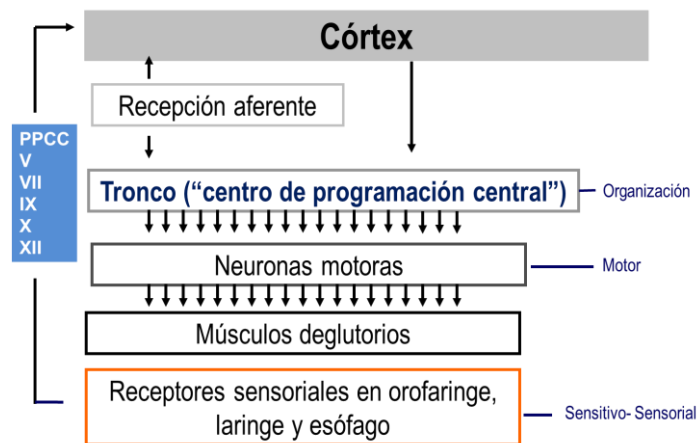 Córtex
Recepción aferente
PPCC
V
VII
IX
X
XII
Tronco (“centro de programación central”)
Organización
Neuronas motoras
Motor
Músculos deglutorios
Receptores sensoriales en orofaringe,
laringe y esófago
Sensitivo- Sensorial